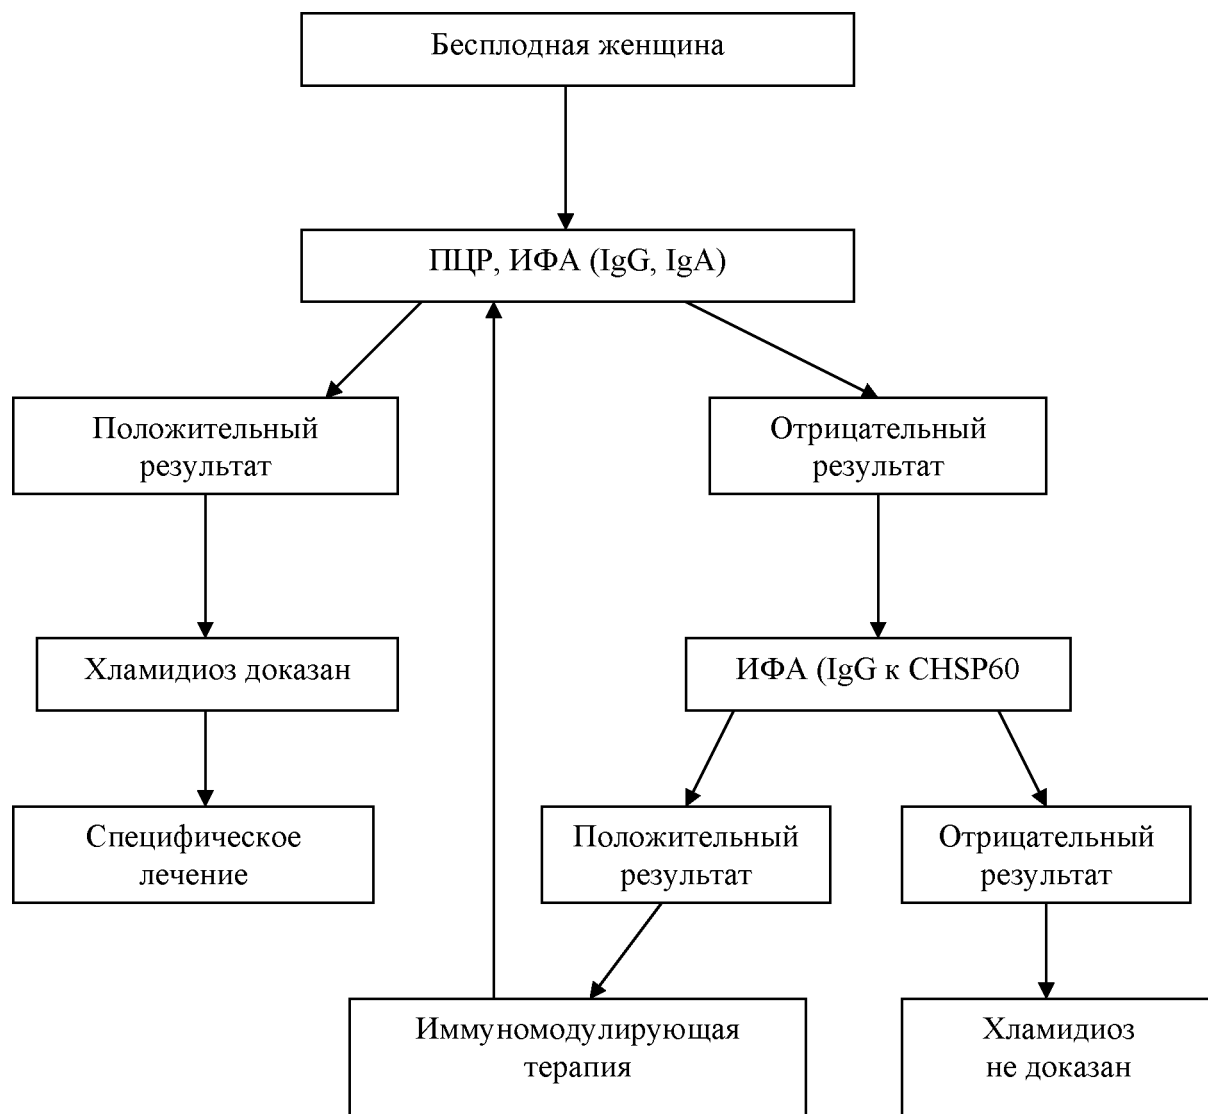 Бесплодная женщина
ПЦР, ИФА (IgG, IgA)
Положительный
результат
Отрицательный
результат
Хламидиоз доказан
ИФА (IgG к CHSP60
Специфическое
лечение
Положительный
результат
Отрицательный
результат
Иммуномодулирующая
терапия
Хламидиоз
не доказан